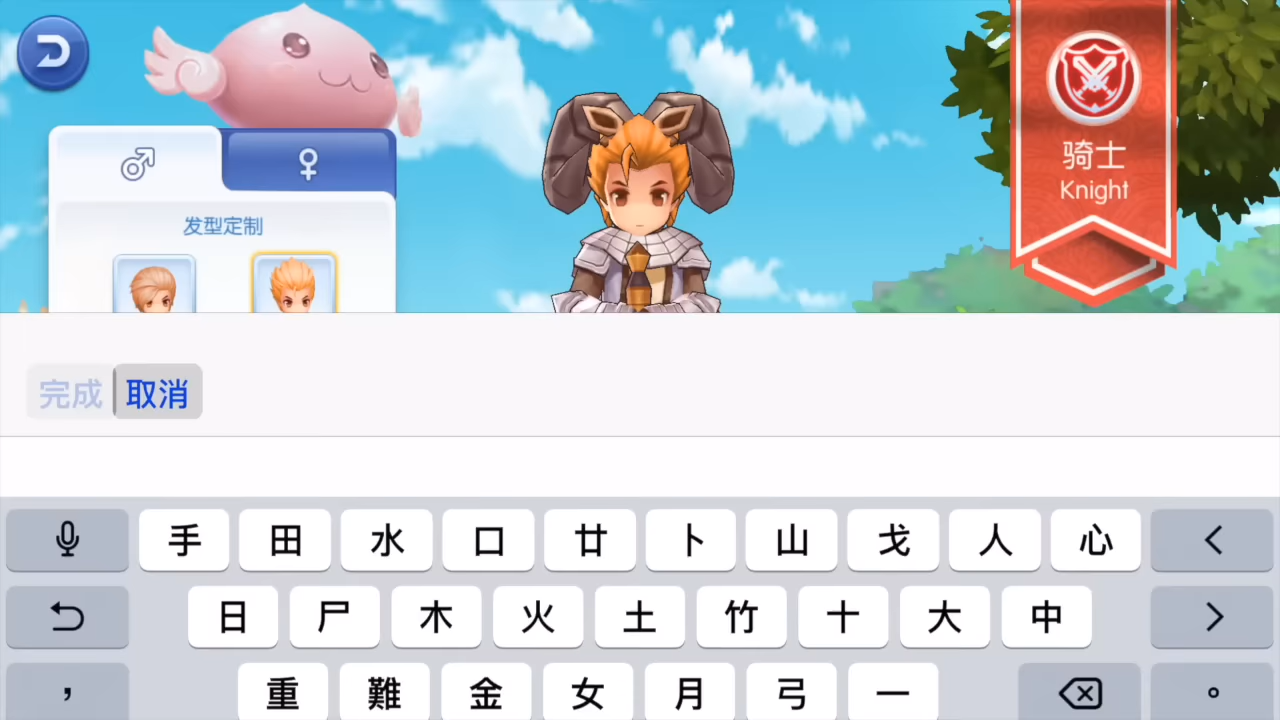 骑士
Knight
发型定制
完成 取消
手 田 水 口 廿 卜 山 戈 人 心
日 尸 木 火 土 竹 十 大 中
， 重 難 金 女 月 弓 一 。